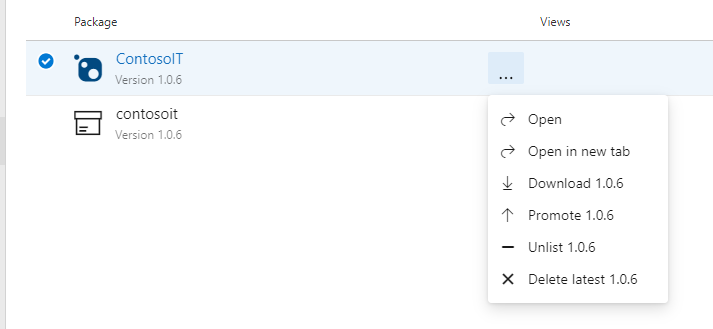 Package Views
ContosoIT
Version 1.0.6
...
contosoit
Version 1.0.6
Open
Open in new tab
Download 1.0.6
Promote 1.0.6
Unlist 1.0.6
Delete latest 1.0.6